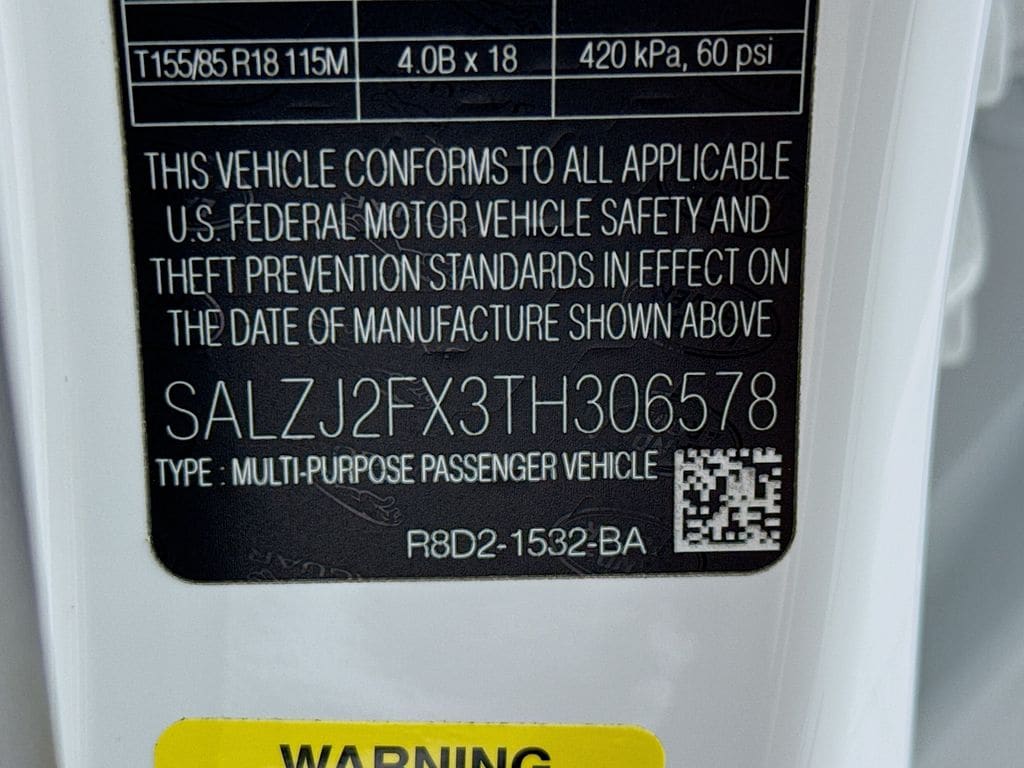 T155/85 R18 115M 4.0B x 18 420 kPa, 60 psi
THIS VEHICLE CONFORMS TO ALL APPLICABLE
U.S. FEDERAL MOTOR VEHICLE SAFETY AND
THEFT PREVENTION STANDARDS IN EFFECT ON
THE DATE OF MANUFACTURE SHOWN ABOVE
SALZJ2FX3TH306578
TYPE : MULTI-PURPOSE PASSENGER VEHICLE
R8D2-1532-BA
WARNING